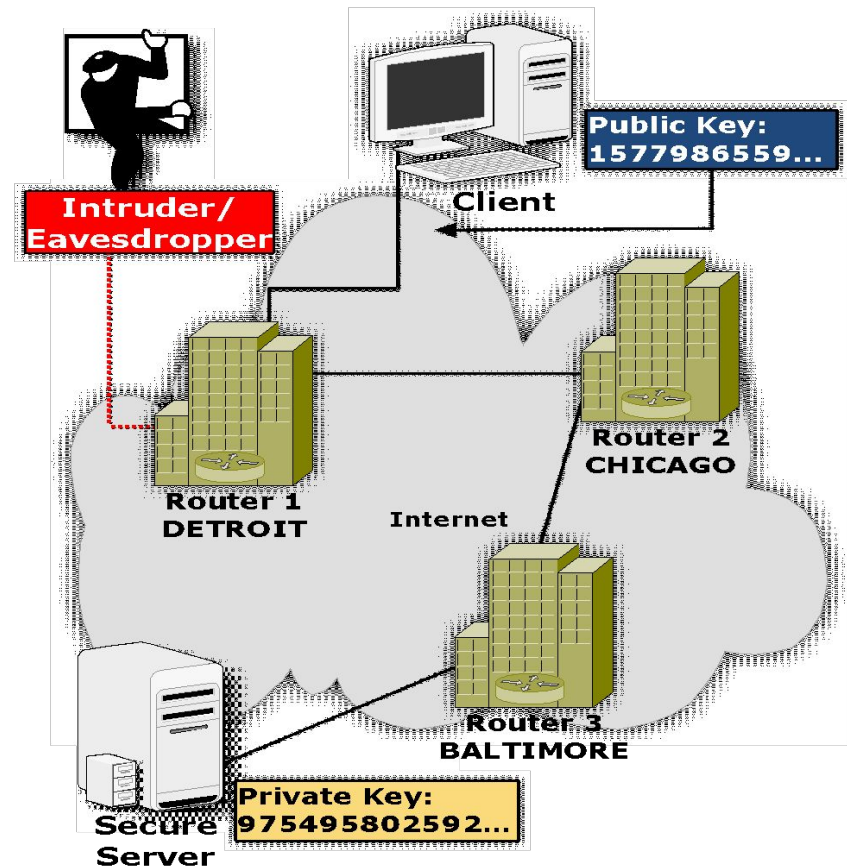 Public Key:
1577986559...
Intruder/
Eavesdropper
Client
Router 2
CHICAGO
Router 1
DETROIT
Internet
Router 3
BALTIMORE
Private Key:
975495802592...
Secure
Server